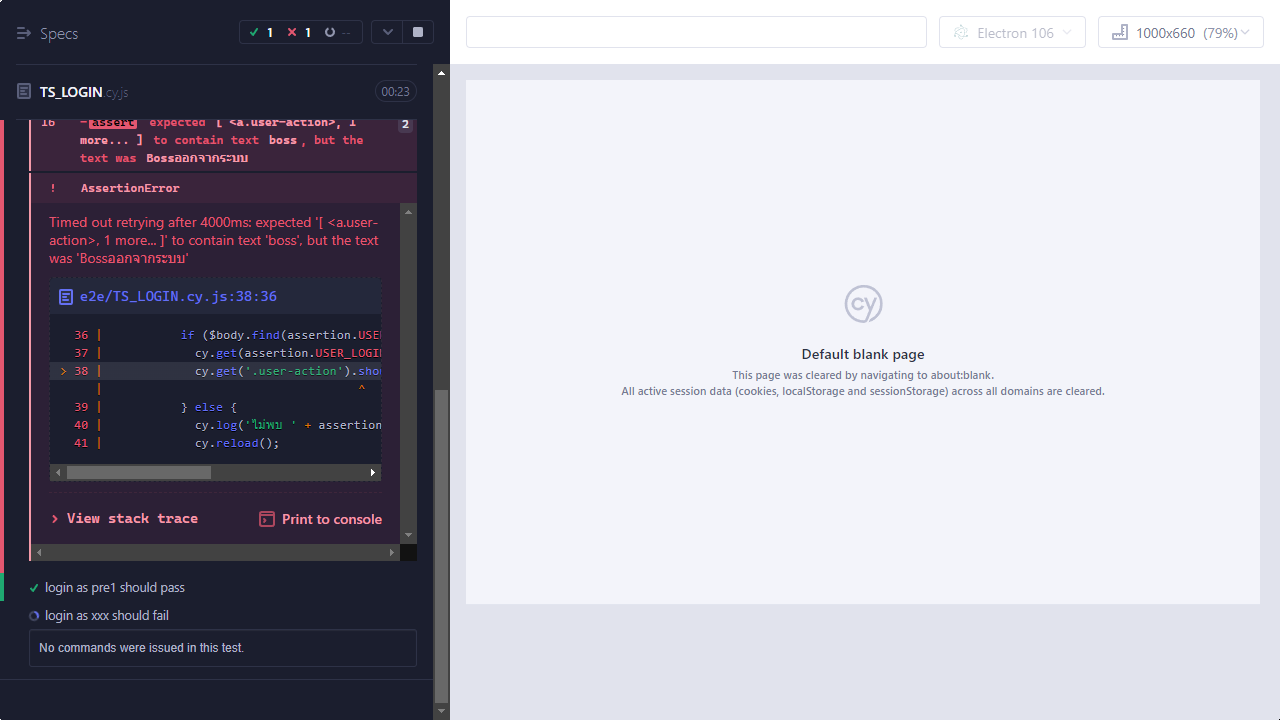 Specs
1 1 --
Electron 106
1000x660 (79%)
TS_LOGIN.cy.js
00:23
16 -assert expected [ <a.user-action>, 1 2
more... ] to contain text boss, but the
text was Bossออกจากระบบ
! AssertionError
Timed out retrying after 4000ms: expected '[ <a.user-
action>, 1 more... ]' to contain text 'boss', but the text
was 'Bossออกจากระบบ'
e2e/TS_LOGIN.cy.js:38:36
36 | if ($body.find(assertion.USE
37 | cy.get(assertion.USER_LOGI
> 38 | cy.get('.user-action').shou
| ^
39 | } else {
40 | cy.log('ไม่พบ ' + assertion
41 | cy.reload();
> View stack trace
Print to console
login as pre1 should pass
login as xxx should fail
No commands were issued in this test.
cy
Default blank page
This page was cleared by navigating to about:blank.
All active session data (cookies, localStorage and sessionStorage) across all domains are cleared.